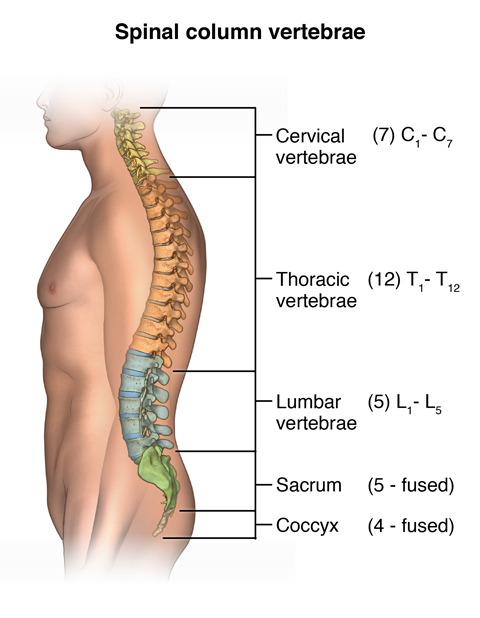 Spinal column vertebrae
Cervical (7) C₁- C₇
vertebrae
Thoracic (12) T₁- T₁₂
vertebrae
Lumbar (5) L₁- L₅
vertebrae
Sacrum (5 - fused)
Coccyx (4 - fused)